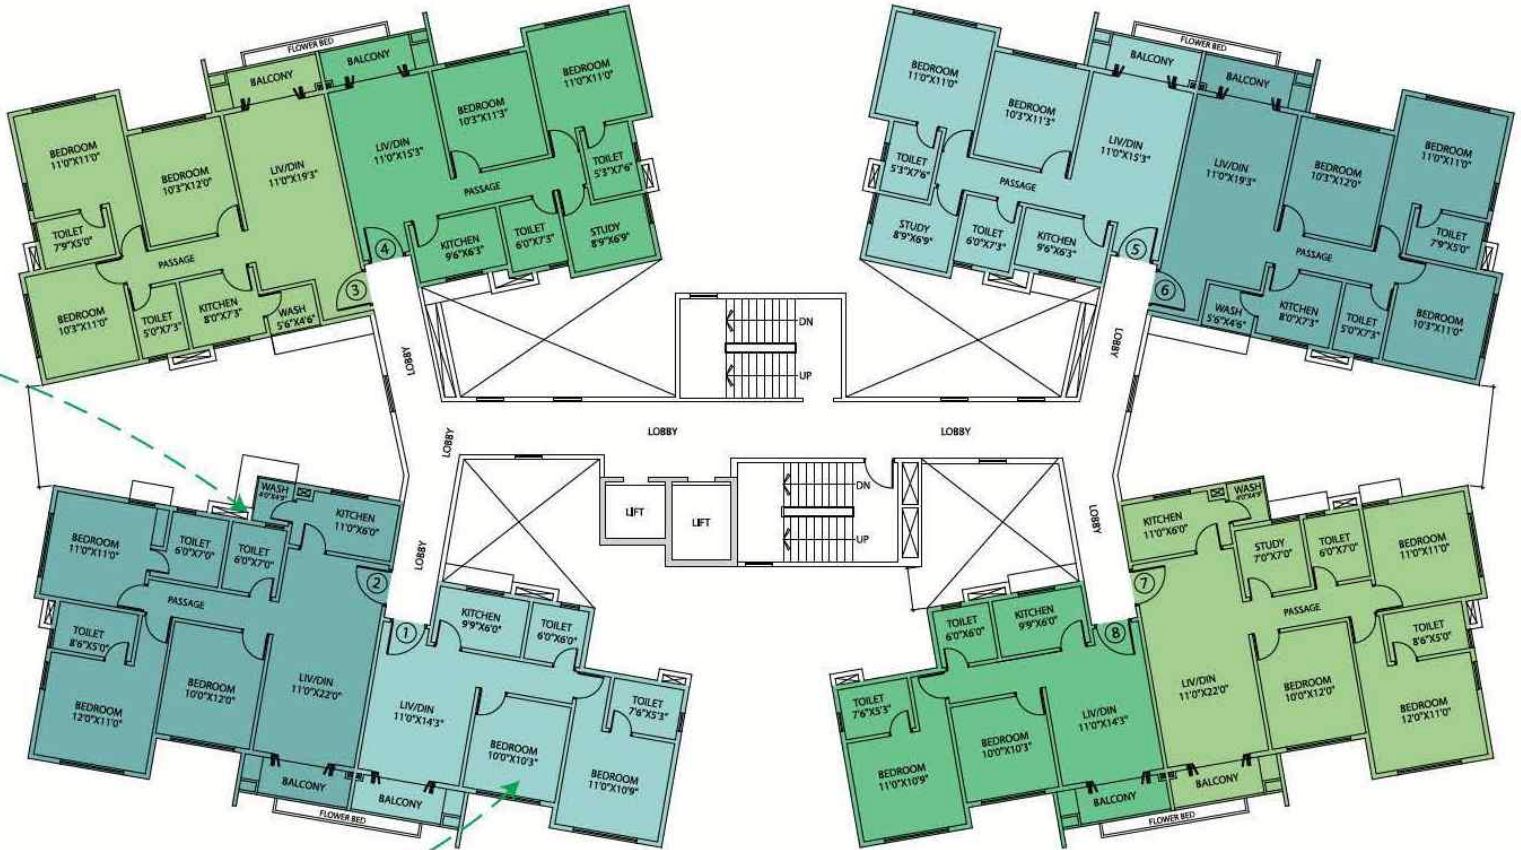 FLOWER BED
BALCONY
BALCONY
BEDROOM
11'0"X11'0"
BEDROOM
10'3"X12'0"
LIV/DIN
11'0"X19'3"
LIV/DIN
11'0"X15'3"
BEDROOM
10'3"X11'3"
BEDROOM
11'0"X11'0"
TOILET
5'3"X7'6"
PASSAGE
TOILET
7'9"X5'0"
PASSAGE
BEDROOM
10'3"X11'0"
TOILET
5'0"X7'3"
KITCHEN
8'0"X7'3"
WASH
5'6"X4'6"
3
4
KITCHEN
9'6"X6'3"
TOILET
6'0"X7'3"
STUDY
8'9"X6'9"
FLOWER BED
BALCONY
BALCONY
BEDROOM
11'0"X11'0"
BEDROOM
10'3"X11'3"
LIV/DIN
11'0"X15'3"
LIV/DIN
11'0"X19'3"
BEDROOM
10'3"X12'0"
BEDROOM
11'0"X11'0"
TOILET
5'3"X7'6"
PASSAGE
STUDY
8'9"X6'9"
TOILET
6'0"X7'3"
KITCHEN
9'6"X6'3"
5
6
PASSAGE
TOILET
7'9"X5'0"
WASH
5'6"X4'6"
KITCHEN
8'0"X7'3"
TOILET
5'0"X7'3"
BEDROOM
10'3"X11'0"
DN
UP
LOBBY
LOBBY
LOBBY
LOBBY
LOBBY
LOBBY
LOBBY
LIFT
LIFT
DN
UP
WASH
4'0"X4'9"
KITCHEN
11'0"X6'0"
BEDROOM
11'0"X11'0"
TOILET
6'0"X7'0"
TOILET
6'0"X7'0"
2
PASSAGE
TOILET
8'6"X5'0"
BEDROOM
12'0"X11'0"
BEDROOM
10'0"X12'0"
LIV/DIN
11'0"X22'0"
BALCONY
1
KITCHEN
9'9"X6'0"
TOILET
6'0"X6'0"
LIV/DIN
11'0"X14'3"
TOILET
7'6"X5'3"
BEDROOM
10'0"X10'3"
BEDROOM
11'0"X10'9"
BALCONY
FLOWER BED
KITCHEN
11'0"X6'0"
WASH
4'0"X4'9"
STUDY
7'0"X7'0"
TOILET
6'0"X7'0"
BEDROOM
11'0"X11'0"
7
PASSAGE
TOILET
8'6"X5'0"
LIV/DIN
11'0"X22'0"
BEDROOM
10'0"X12'0"
BEDROOM
12'0"X11'0"
BALCONY
TOILET
6'0"X6'0"
KITCHEN
9'9"X6'0"
8
TOILET
7'6"X5'3"
LIV/DIN
11'0"X14'3"
BEDROOM
10'0"X10'3"
BEDROOM
11'0"X10'9"
BALCONY
FLOWER BED